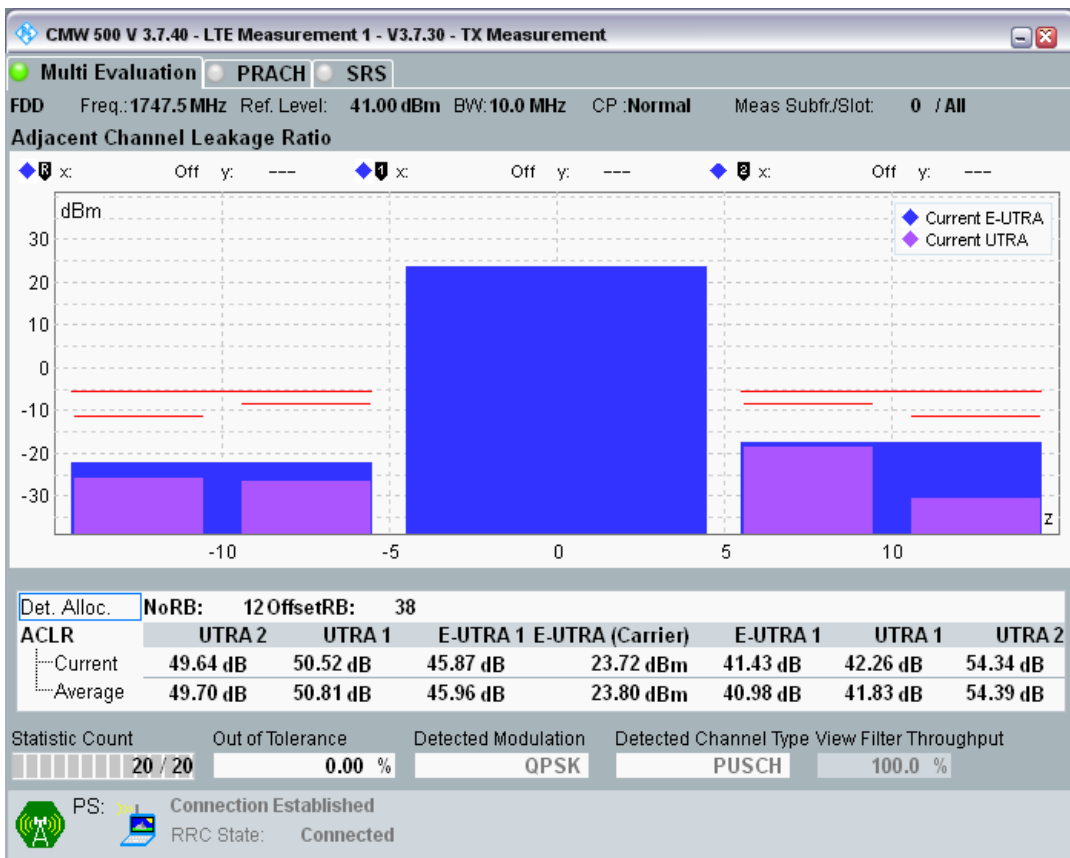 CMW 500 V 3.7.40 - LTE Measurement 1 - V3.7.30 - TX Measurement
Multi Evaluation PRACH SRS
FDD Freq.: 1747.5 MHz Ref. Level: 41.00 dBm BW: 10.0 MHz CP :Normal Meas Subfr./Slot: 0 / All
Adjacent Channel Leakage Ratio
R x: Off y: --- 1 x: Off y: --- 2 x: Off y: ---
dBm
Current E-UTRA
Current UTRA
30
20
10
0
-10
-20
-30
z
-10 -5 0 5 10
Det. Alloc. NoRB: 12 OffsetRB: 38
ACLR UTRA 2 UTRA 1 E-UTRA 1 E-UTRA (Carrier) E-UTRA 1 UTRA 1 UTRA 2
Current 49.64 dB 50.52 dB 45.87 dB 23.72 dBm 41.43 dB 42.26 dB 54.34 dB
Average 49.70 dB 50.81 dB 45.96 dB 23.80 dBm 40.98 dB 41.83 dB 54.39 dB
Statistic Count Out of Tolerance Detected Modulation Detected Channel Type View Filter Throughput
20 / 20 0.00 % QPSK PUSCH 100.0 %
PS: Connection Established
RRC State: Connected